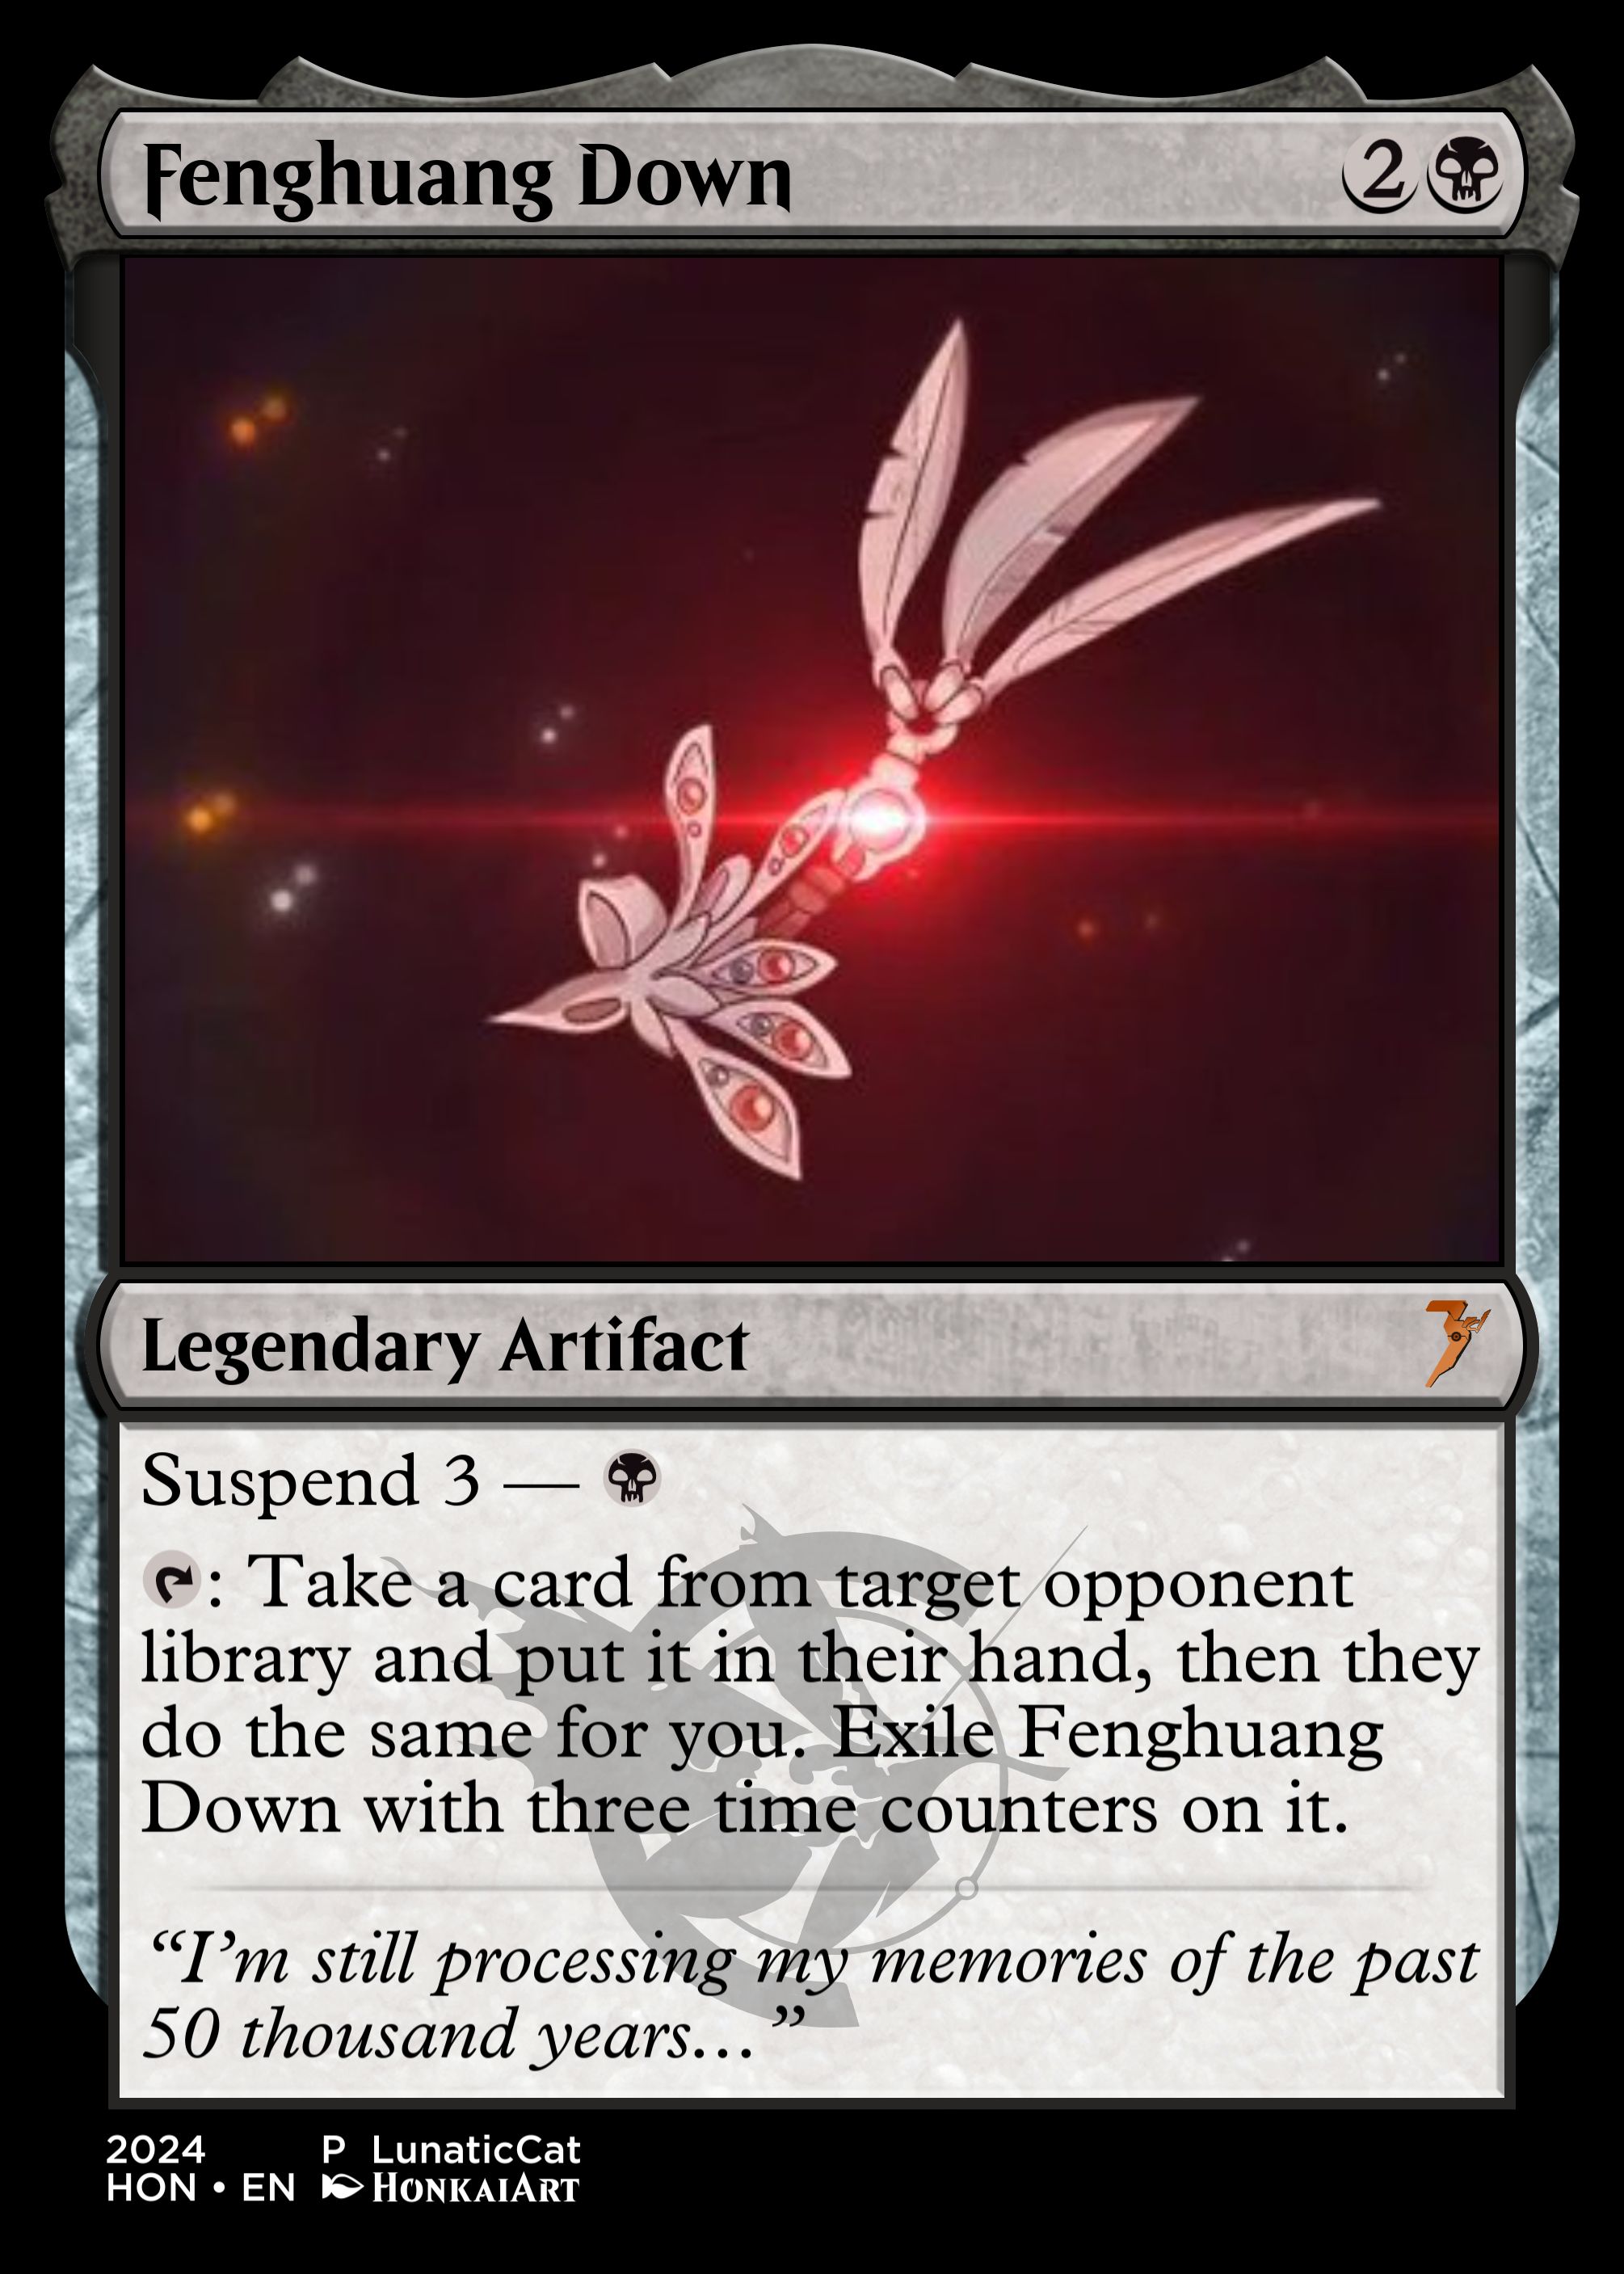 Fenghuang Down 2
Legendary Artifact
Suspend 3 —
: Take a card from target opponent
library and put it in their hand, then they
do the same for you. Exile Fenghuang
Down with three time counters on it.
“I’m still processing my memories of the past
50 thousand years...”
2024 P LunaticCat
HON • EN HonkaiArt